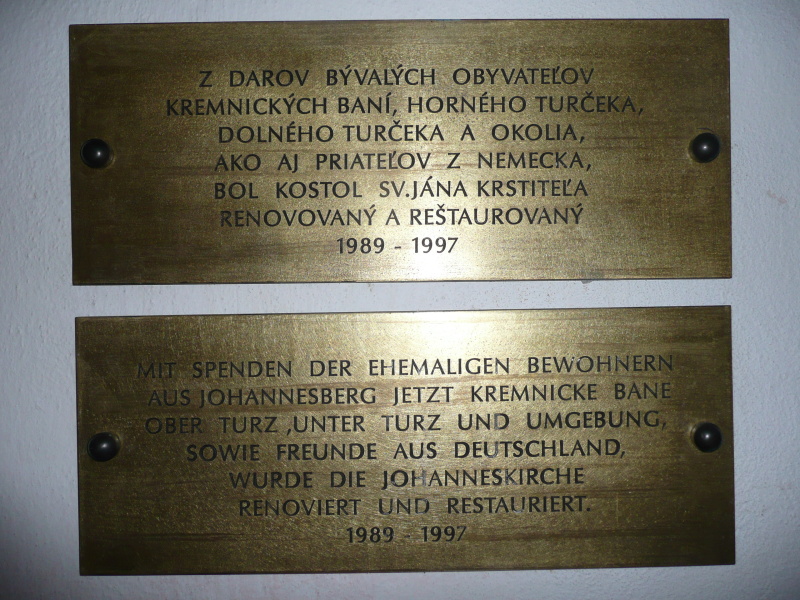 Z DAROV BÝVALÝCH OBYVATEĽOV
KREMNICKÝCH BANÍ, HORNÉHO TURČEKA,
DOLNÉHO TURČEKA A OKOLIA,
AKO AJ PRIATEĽOV Z NEMECKA,
BOL KOSTOL SV.JÁNA KRSTITEĽA
RENOVOVANÝ A REŠTAUROVANÝ
1989 - 1997
MIT SPENDEN DER EHEMALIGEN BEWOHNERN
AUS JOHANNESBERG JETZT KREMNICKE BANE
OBER TURZ ,UNTER TURZ UND UMGEBUNG,
SOWIE FREUNDE AUS DEUTSCHLAND,
WURDE DIE JOHANNESKIRCHE
RENOVIERT UND RESTAURIERT.
1989 - 1997